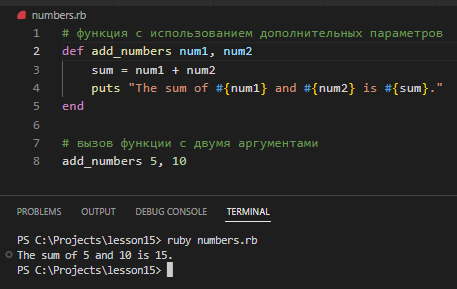 numbers.rb
1 # функция с использованием дополнительных параметров
2 def add_numbers num1, num2
3 sum = num1 + num2
4 puts "The sum of #{num1} and #{num2} is #{sum}."
5 end
6
7 # вызов функции с двумя аргументами
8 add_numbers 5, 10
PROBLEMS OUTPUT DEBUG CONSOLE TERMINAL
PS C:\Projects\lesson15> ruby numbers.rb
The sum of 5 and 10 is 15.
PS C:\Projects\lesson15>